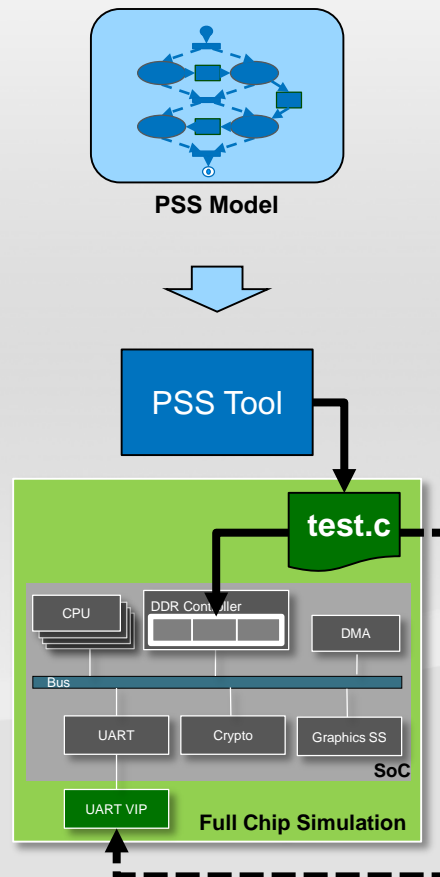 PSS Model
PSS Tool
test.c
CPU
DDR Controller
DMA
Bus
UART
Crypto
Graphics SS
SoC
UART VIP
Full Chip Simulation